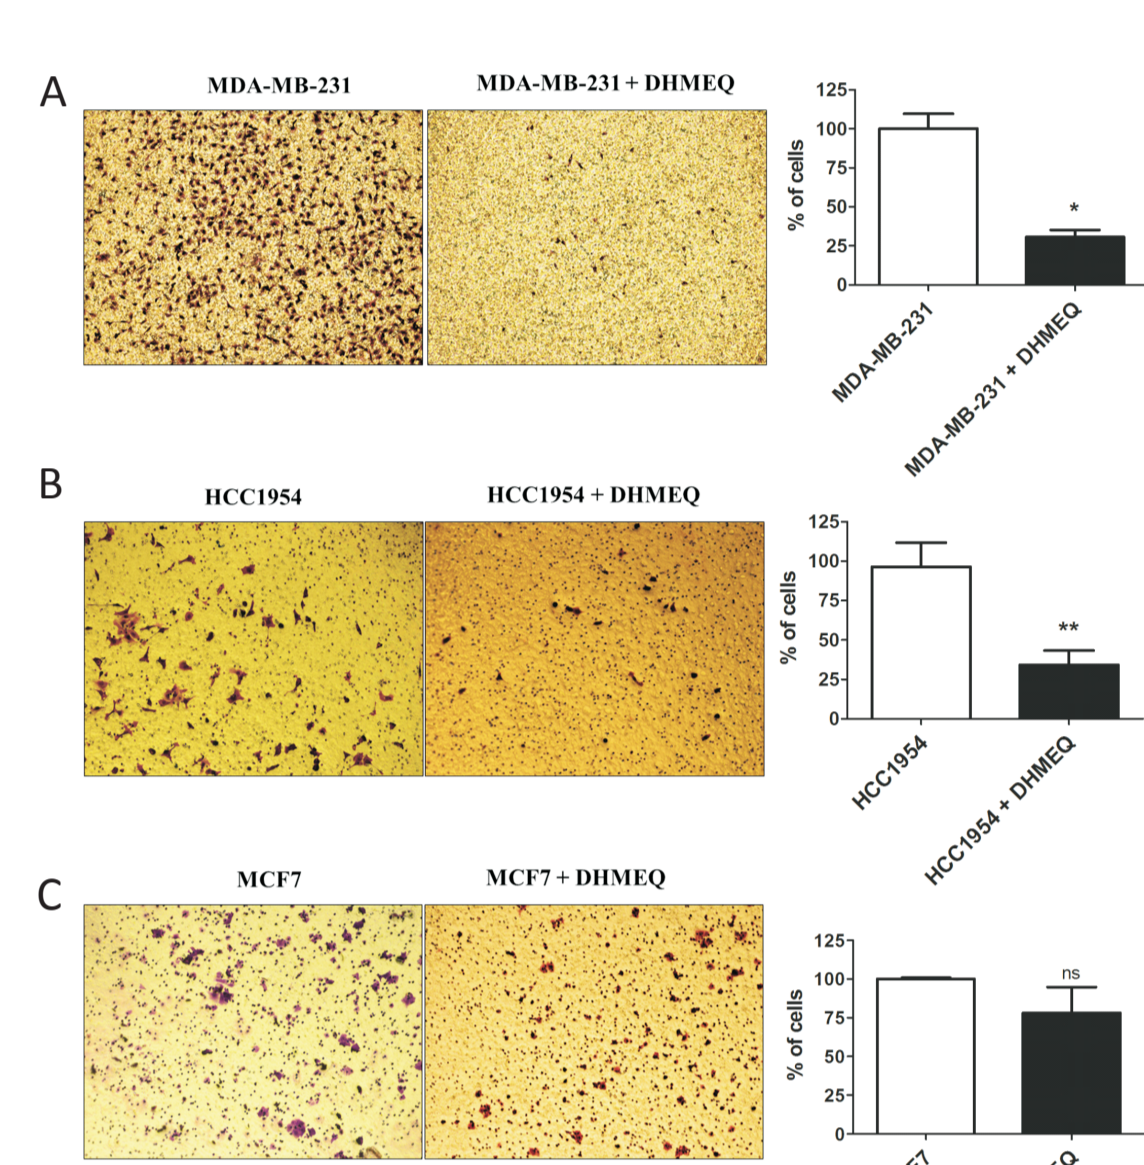 A
MDA-MB-231
MDA-MB-231 + DHMEQ
% of cells
125
100
75
50
25
0
*
MDA-MB-231
MDA-MB-231 + DHMEQ
B
HCC1954
HCC1954 + DHMEQ
% of cells
125
100
75
50
25
0
**
HCC1954
HCC1954 + DHMEQ
C
MCF7
MCF7 + DHMEQ
% of cells
125
100
75
50
25
0
ns